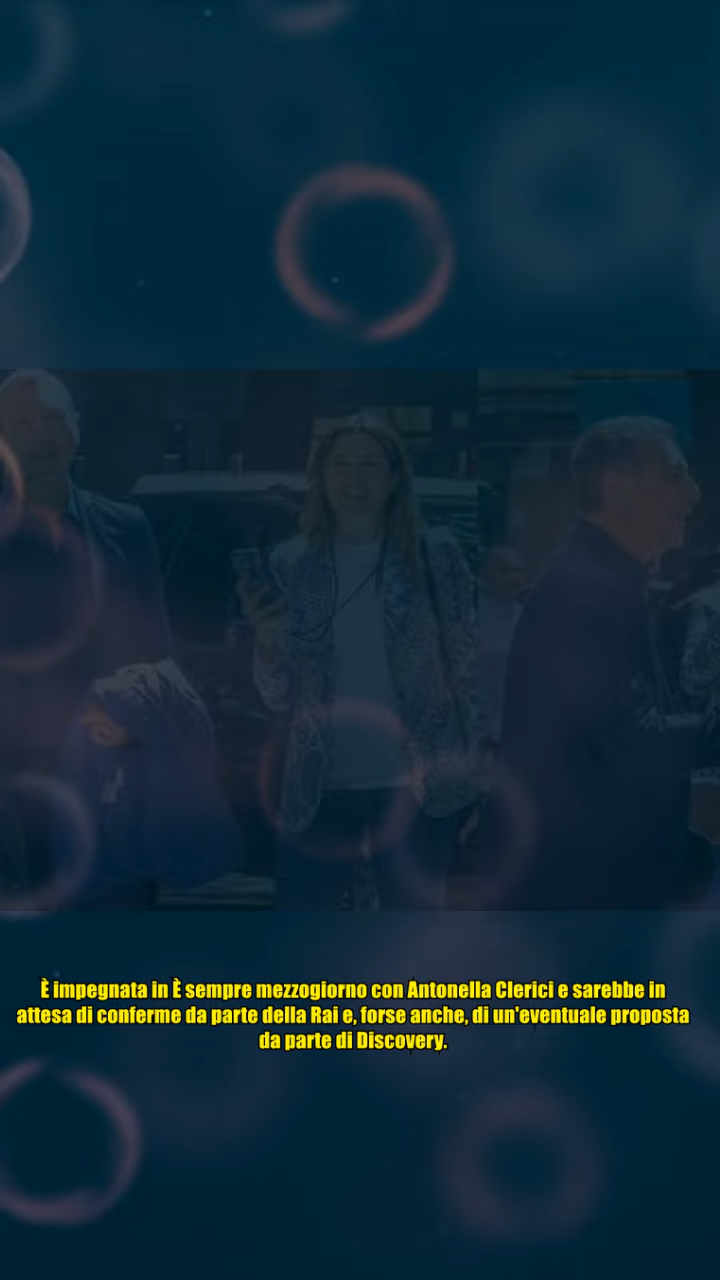 È impegnata in È sempre mezzogiorno con Antonella Clerici e sarebbe in
attesa di conferme da parte della Rai e, forse anche, di un'eventuale proposta
da parte di Discovery.